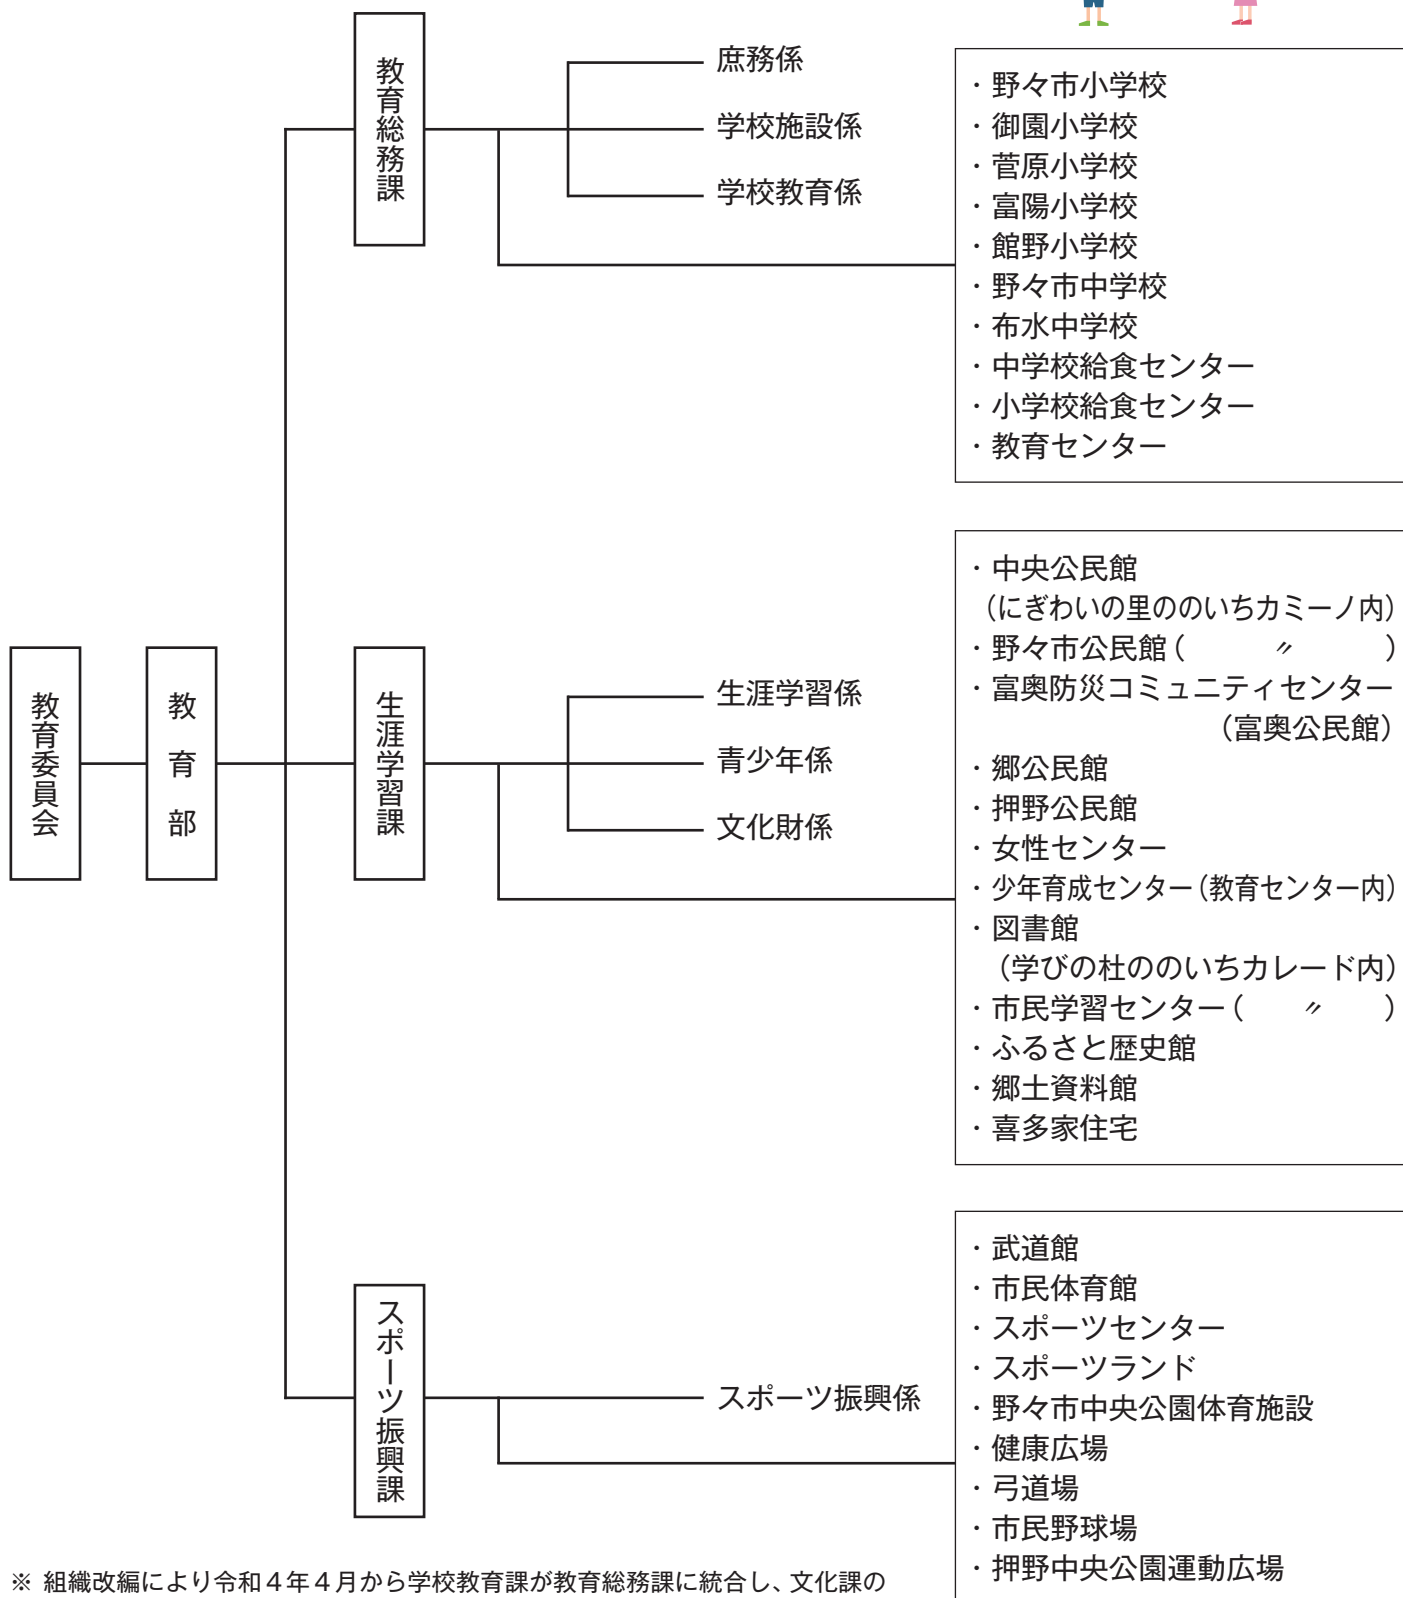 教育委員会
教育部
教育総務課
庶務係
学校施設係
学校教育係
・野々市小学校
・御園小学校
・菅原小学校
・富陽小学校
・館野小学校
・野々市中学校
・布水中学校
・中学校給食センター
・小学校給食センター
・教育センター
生涯学習課
生涯学習係
青少年係
文化財係
・中央公民館
（にぎわいの里ののいちカミーノ内）
・野々市公民館（　〃　）
・富奥防災コミュニティセンター
（富奥公民館）
・郷公民館
・押野公民館
・女性センター
・少年育成センター（教育センター内）
・図書館
（学びの杜ののいちカレード内）
・市民学習センター（　〃　）
・ふるさと歴史館
・郷土資料館
・喜多家住宅
スポーツ振興課
スポーツ振興係
・武道館
・市民体育館
・スポーツセンター
・スポーツランド
・野々市中央公園体育施設
・健康広場
・弓道場
・市民野球場
・押野中央公園運動広場
※ 組織改編により令和４年４月から学校教育課が教育総務課に統合し、文化課の